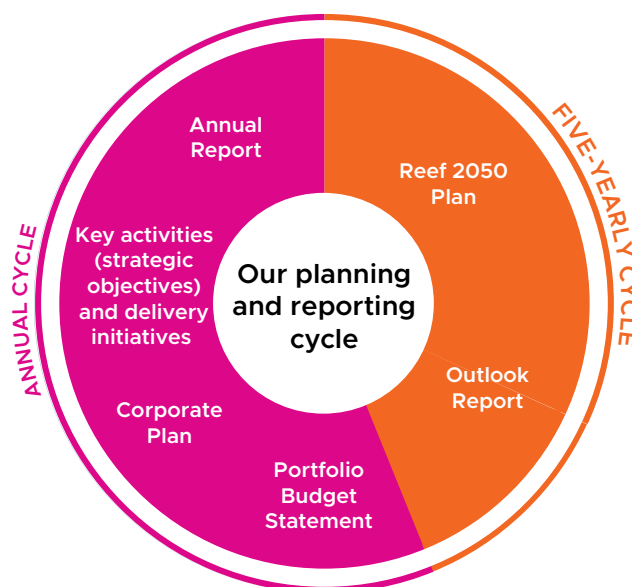 Our planning
and reporting
cycle
FIVE-YEARLY CYCLE
Reef 2050
Plan
Outlook
Report
ANNUAL CYCLE
Portfolio
Budget
Statement
Corporate
Plan
Key activities
(strategic
objectives)
and delivery
initiatives
Annual
Report